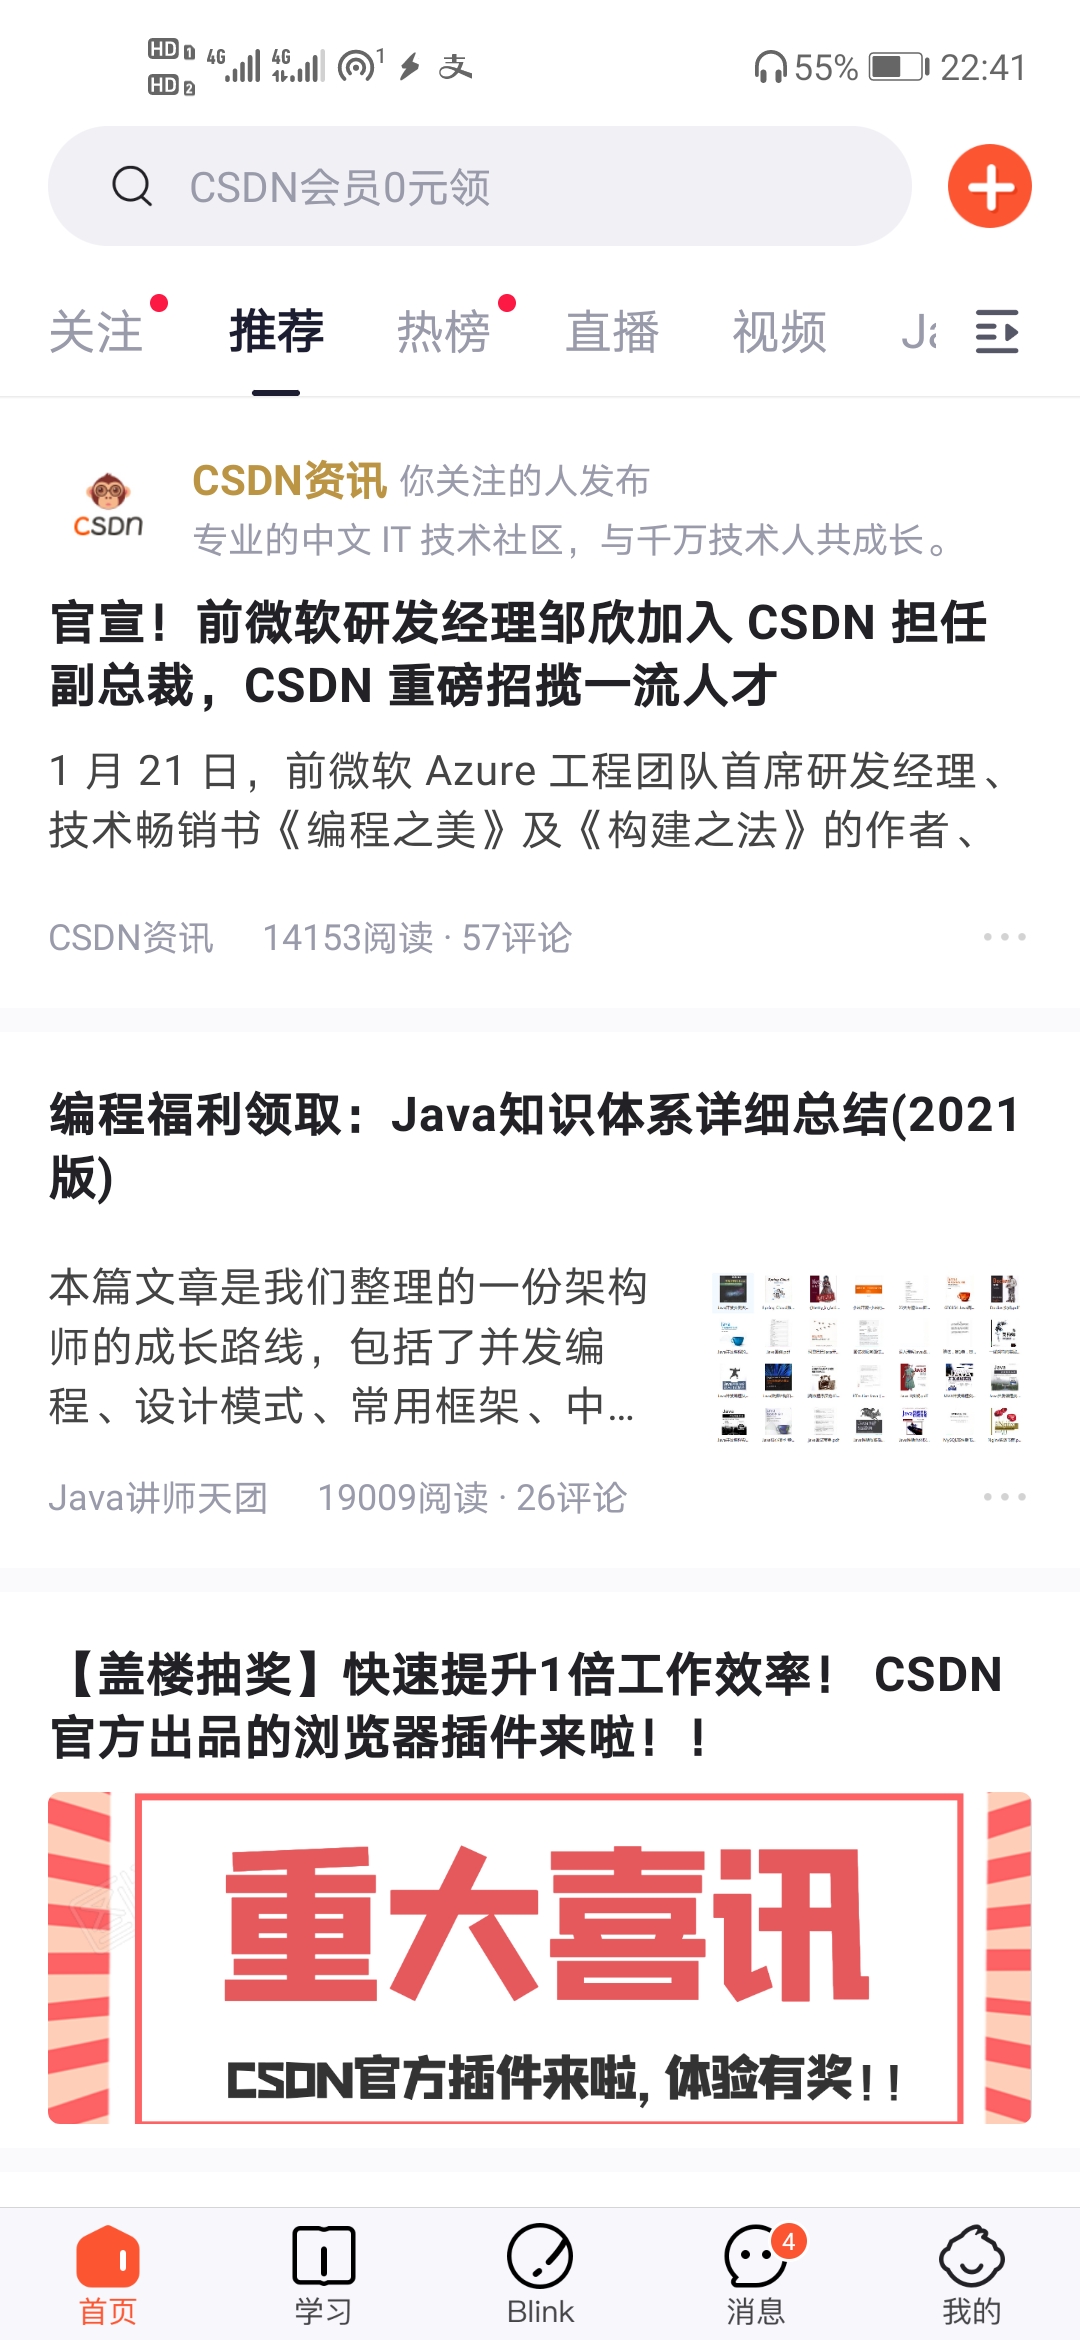 HD 1 4G 4G 1 支 55% 22:41
HD 2
CSDN会员0元领
关注 推荐 热榜 直播 视频
CSDN资讯 你关注的人发布
CSDN
专业的中文 IT 技术社区，与千万技术人共成长。
官宣！前微软研发经理邹欣加入 CSDN 担任
副总裁，CSDN 重磅招揽一流人才
1 月 21 日，前微软 Azure 工程团队首席研发经理、
技术畅销书《编程之美》及《构建之法》的作者、
CSDN资讯 14153阅读 · 57评论
编程福利领取：Java知识体系详细总结(2021
版)
本篇文章是我们整理的一份架构
师的成长路线，包括了并发编
程、设计模式、常用框架、中...
Java讲师天团 19009阅读 · 26评论
【盖楼抽奖】快速提升1倍工作效率！ CSDN
官方出品的浏览器插件来啦！！
重大喜讯
CSDN官方插件来啦, 体验有奖!!
4
首页 学习 Blink 消息 我的